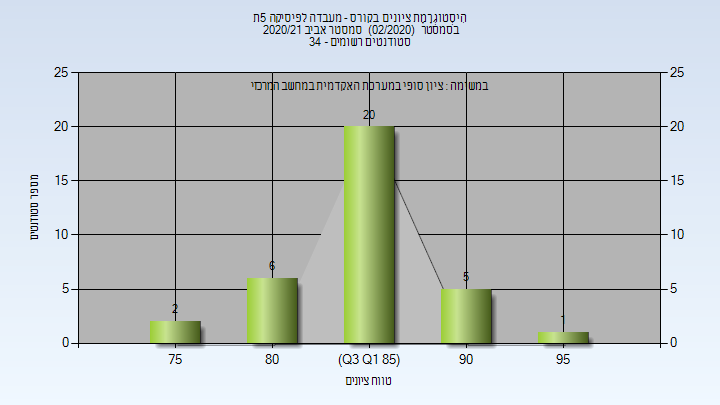 היסטוגרמת ציונים בקורס - מעבדה לפיסיקה 5ת
בסמסטר (02/2020) סמסטר אביב 2020/21
סטודנטים רשומים - 34
במשימה : ציון סופי במערכת האקדמית במחשב המרכזי
25 25
20 20
15 15
10 10
5 5
0 0
20
6
5
2
1
מספר סטודנטים
75 80 (Q3 Q1 85) 90 95
טווח ציונים